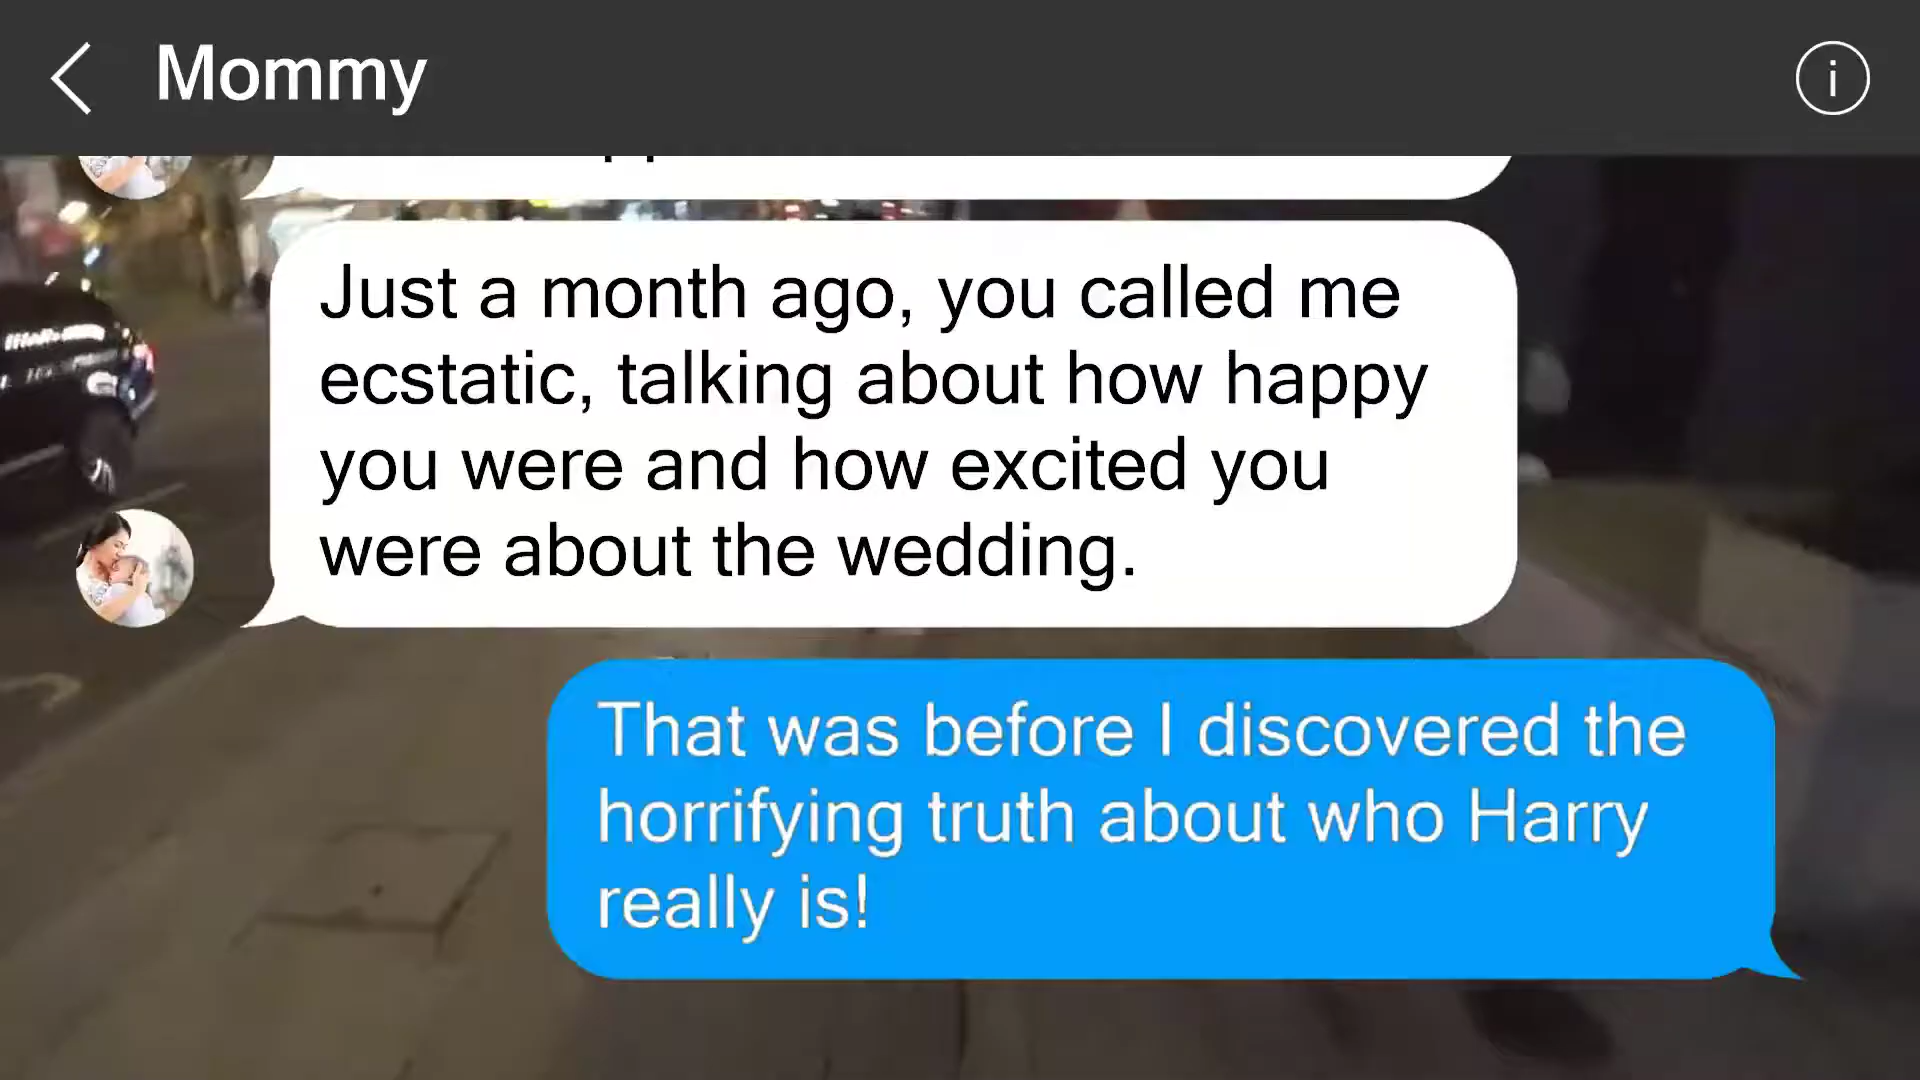 Mommy
Just a month ago, you called me
ecstatic, talking about how happy
you were and how excited you
were about the wedding.
That was before I discovered the
horrifying truth about who Harry
really is!